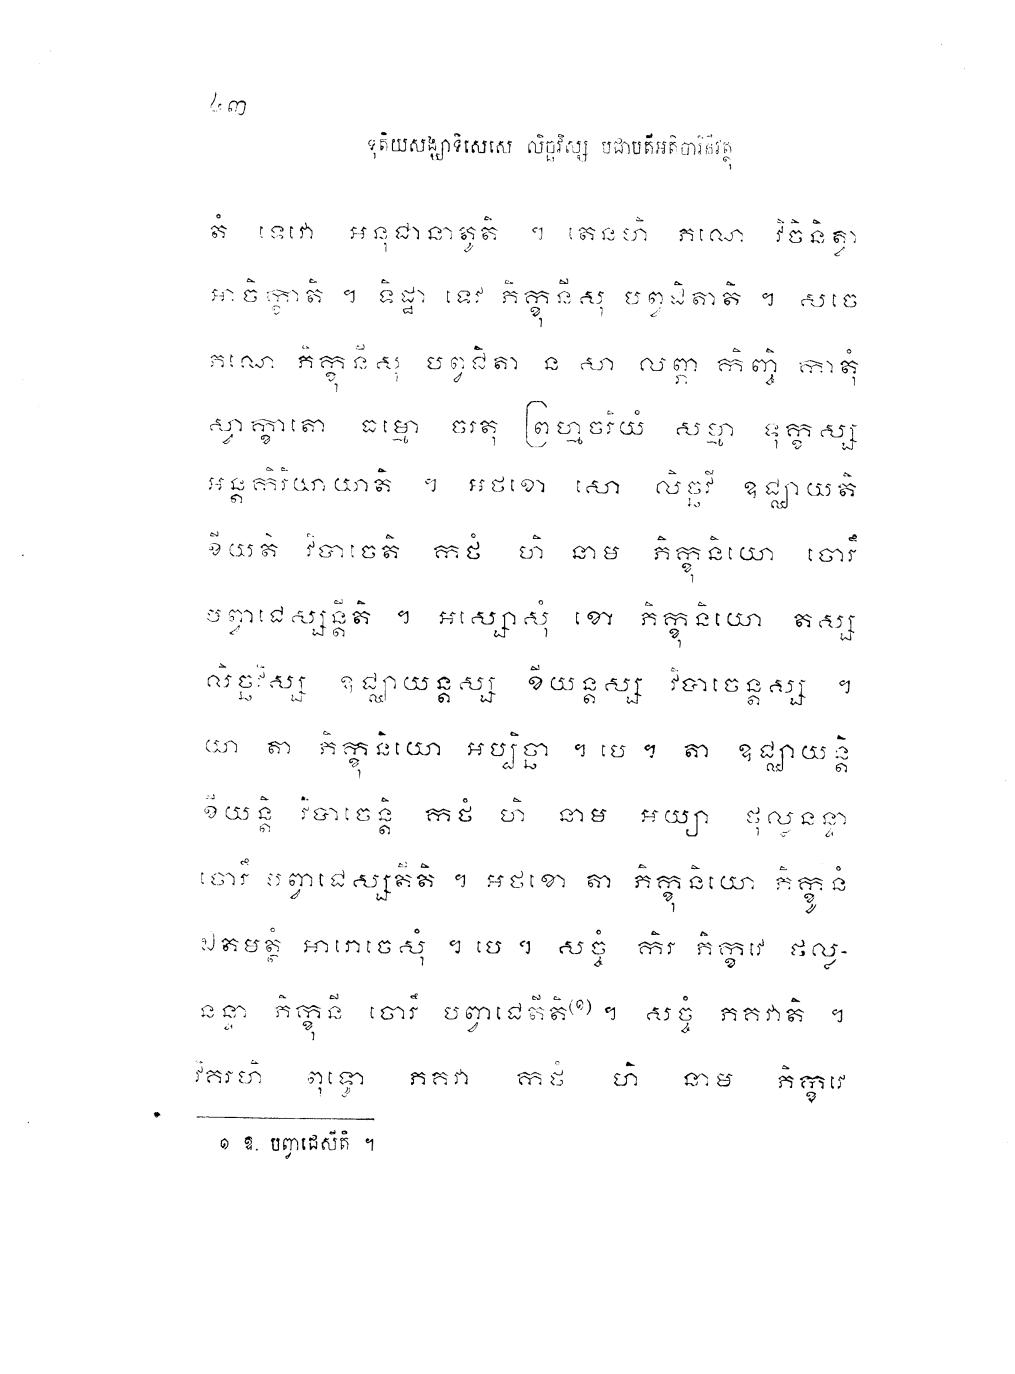 ៤៣
ទុតិយសង្ឃាទិសេសេ លិច្ឆវិស្ស បជាបតីអតិចារិនីវត្ថុ
តំ ទេវោ អនុជានាតូតិ ។ តេនហិ គណេ វិចិនិត្វា
អាចិក្ខាតិ ។ ទិដ្ឋា ទេវ ភិក្ខុនីសុ បព្វជិតាតិ ។ សចេ
គណេ ភិក្ខុនីសុ បព្វជិតា ន សា លញ្ភា កិញ្ចិ កាតុំ
ស្វាក្ខាតោ ធម្មោ ចរតុ ព្រហ្មចរិយំ សម្មា ទុក្ខស្ស
អន្តកិរិយាយាតិ ។ អថខោ សោ លិច្ឆវី ឧជ្ឈាយតិ
ខីយតិ វិបាចេតិ កថំ ហិ នាម ភិក្ខុនិយោ ចោរឹ
បព្វាជេស្សន្តីតិ ។ អស្សោសុំ ខោ ភិក្ខុនិយោ តស្ស
លិច្ឆវិស្ស ឧជ្ឈាយន្តស្ស ខីយន្តស្ស វិបាចេន្តស្ស ។
យា តា ភិក្ខុនិយោ អប្បិច្ឆា ។ បេ ។ តា ឧជ្ឈាយន្តិ
ខីយន្តិ វិបាចេន្តិ កថំ ហិ នាម អយ្យា ថុល្លនន្ទា
ចោរឹ បព្វាជេស្សតីតិ ។ អថខោ តា ភិក្ខុនិយោ ភិក្ខូនំ
ឯតមត្ថំ អារោចេសុំ ។ បេ ។ សច្ចំ កិរ ភិក្ខវេ ថុល្ល-
នន្ទា ភិក្ខុនី ចោរឹ បព្វាជេតីតិ(១) ។ សច្ចំ ភគវាតិ ។
វិគរហិ ពុទ្ធោ ភគវា កថំ ហិ នាម ភិក្ខវេ
១ ឱ. បព្វាជេសីតិ ។